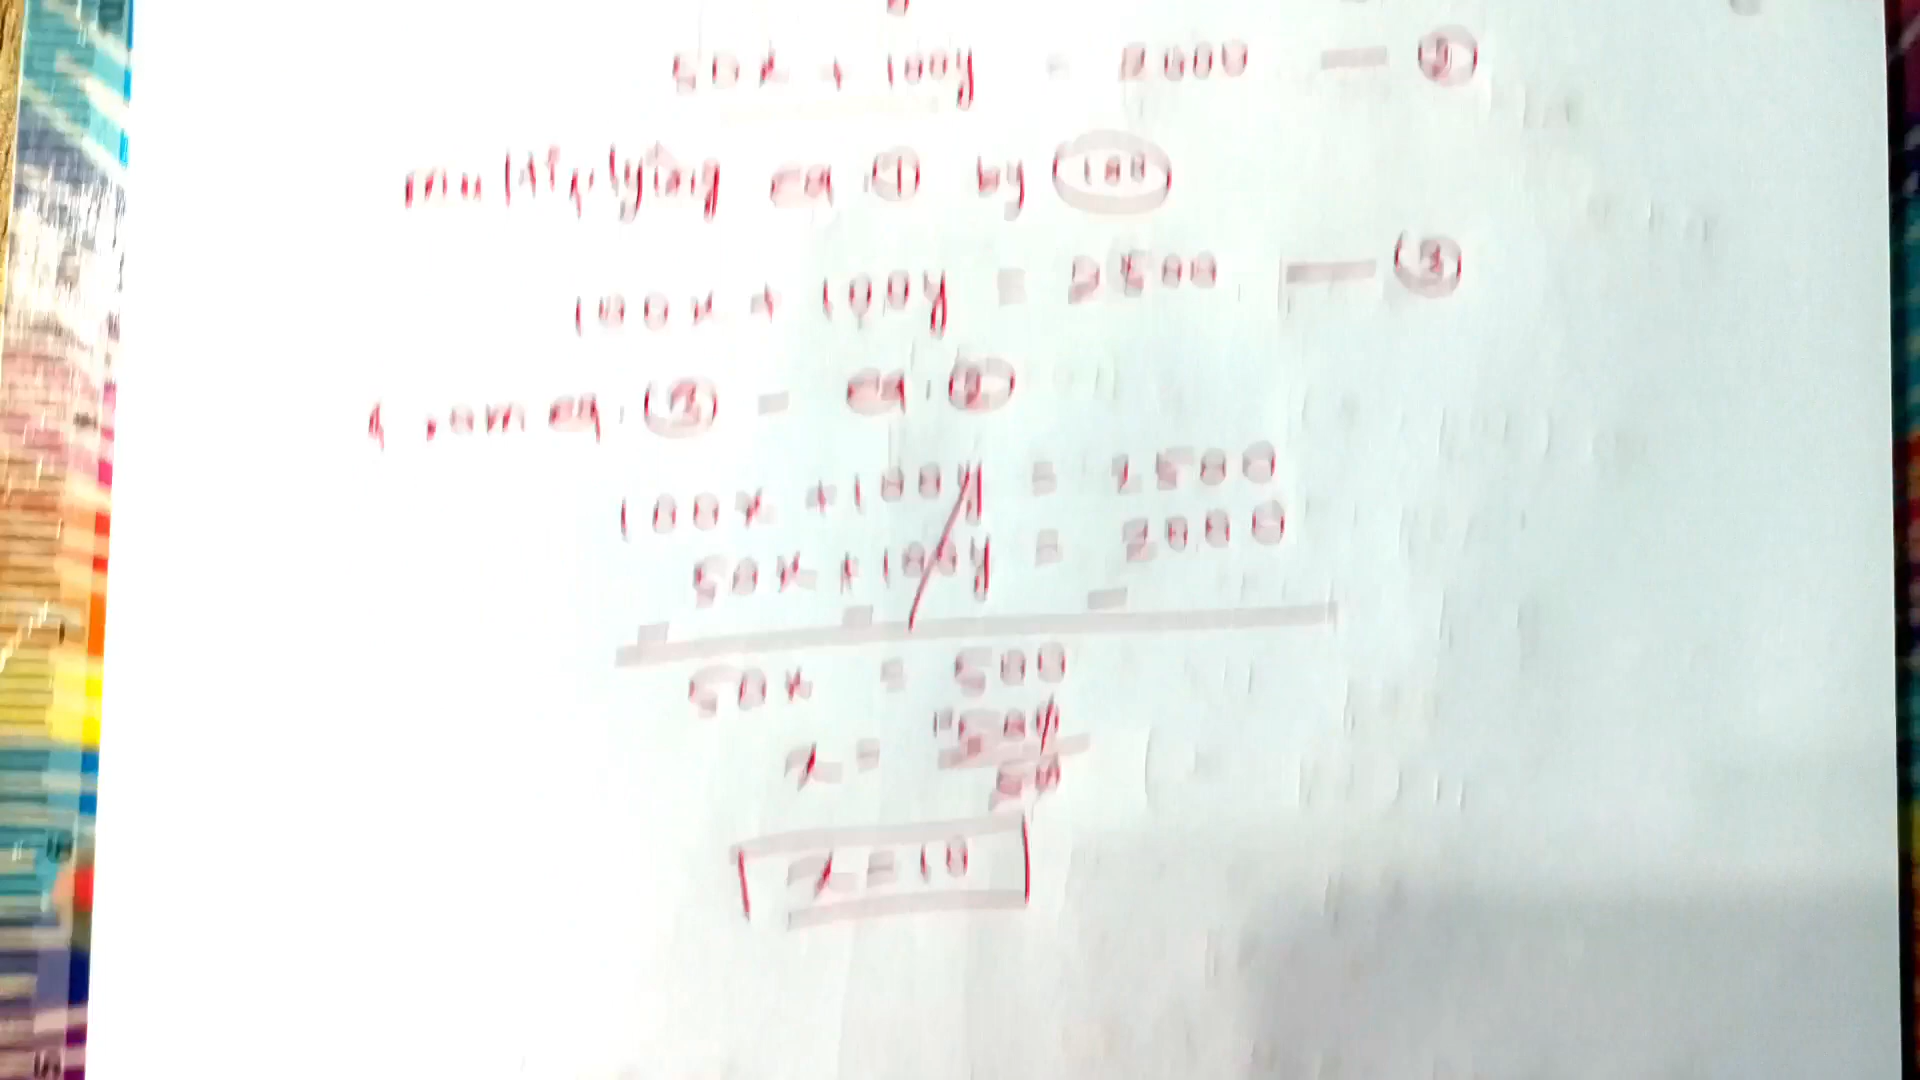 50x + 100y = 2000 — (2)
multiplying eq.(1) by (100)
100x + 100y = 2500 — (3)
from eq.(3) - eq.(2)
100x + 100y = 2500
50x + 100y = 2000
- - -
50x = 500
x = 500/50
x = 10